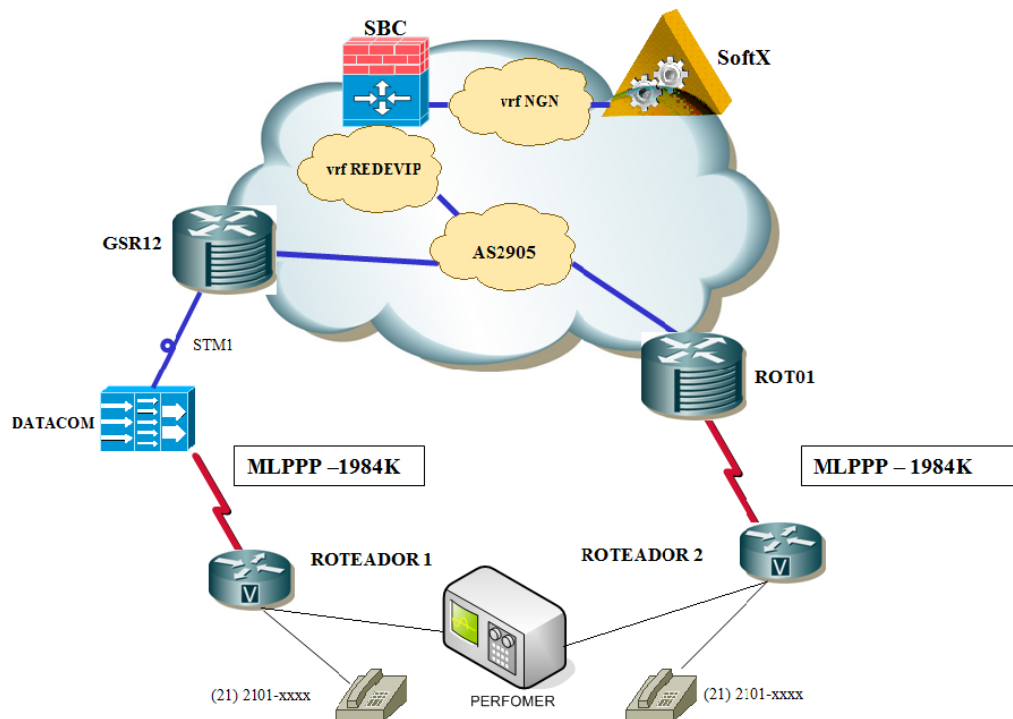 SBC
SoftX
vrf NGN
vrf REDEVIP
GSR12
AS2905
STM1
ROT01
DATACOM
MLPPP –1984K
MLPPP – 1984K
ROTEADOR 1
ROTEADOR 2
V
V
(21) 2101-xxxx
PERFOMER
(21) 2101-xxxx